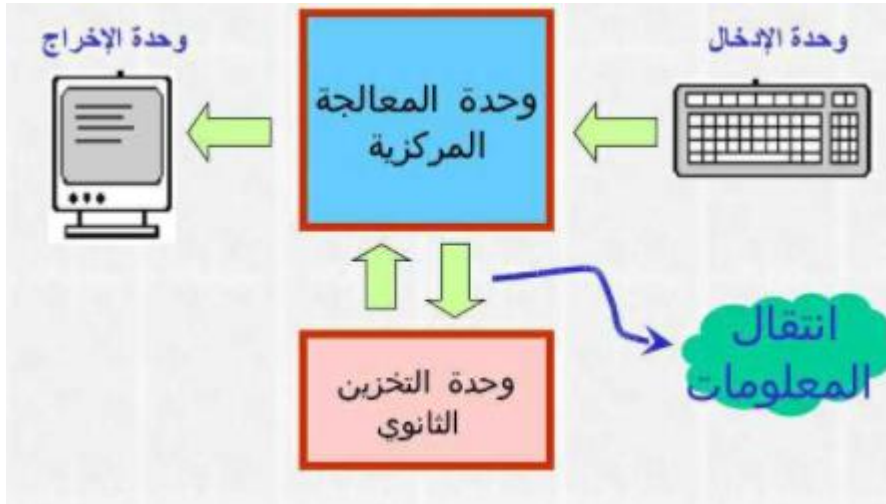 وحدة الإدخال
وحدة الإخراج
وحدة المعالجة
المركزية
انتقال
المعلومات
وحدة التخزين
الثانوي